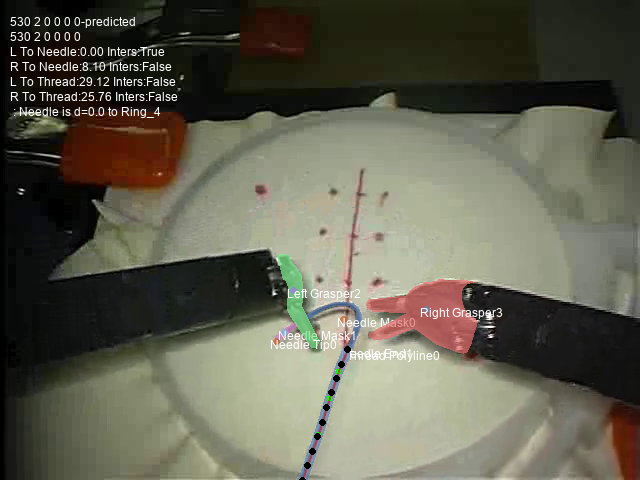 530 2 0 0 0 0-predicted
530 2 0 0 0 0
L To Needle:0.00 Inters:True
R To Needle:8.10 Inters:False
L To Thread:29.12 Inters:False
R To Thread:25.76 Inters:False
: Needle is d=0.0 to Ring_4
Left Grasper2
Right Grasper3
Needle Mask0
Needle Mask1
Needle Tip0
Thread Polyline0